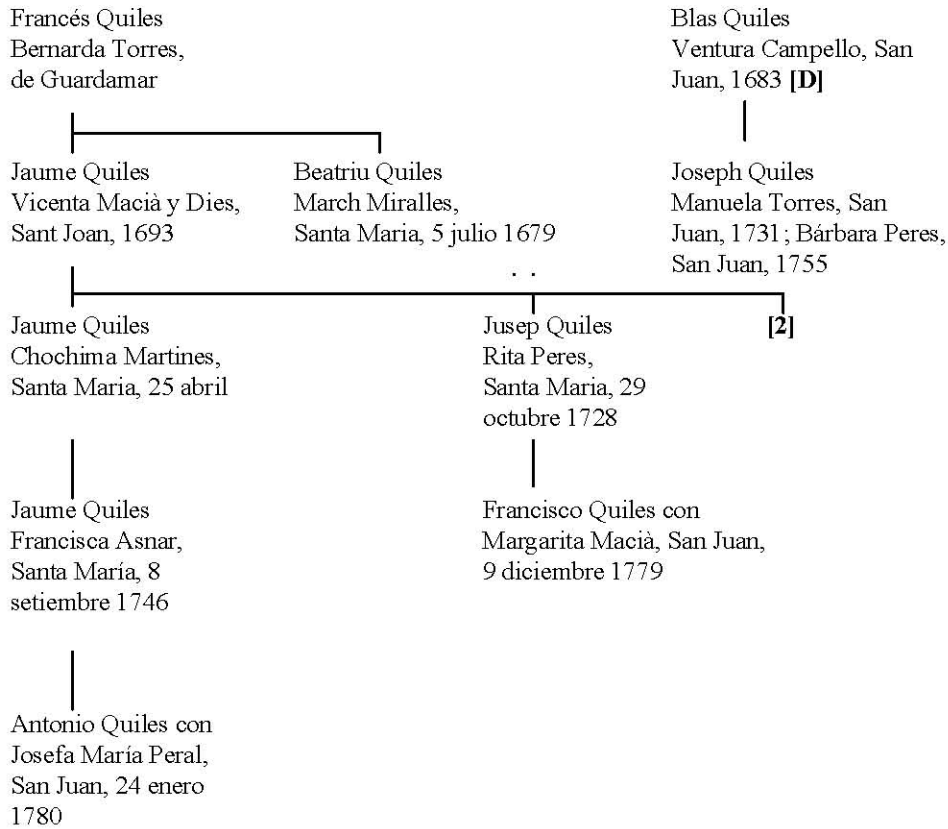 Francés Quiles
Bernarda Torres,
de Guardamar
Blas Quiles
Ventura Campello, San
Juan, 1683 [D]
Jaume Quiles
Vicenta Macià y Dies,
Sant Joan, 1693
Beatriu Quiles
March Miralles,
Santa Maria, 5 julio 1679
Joseph Quiles
Manuela Torres, San
Juan, 1731; Bárbara Peres,
San Juan, 1755
. .
Jaume Quiles
Chochima Martines,
Santa Maria, 25 abril
Jusep Quiles
Rita Peres,
Santa Maria, 29
octubre 1728
[2]
Jaume Quiles
Francisca Asnar,
Santa María, 8
setiembre 1746
Francisco Quiles con
Margarita Macià, San Juan,
9 diciembre 1779
Antonio Quiles con
Josefa María Peral,
San Juan, 24 enero
1780